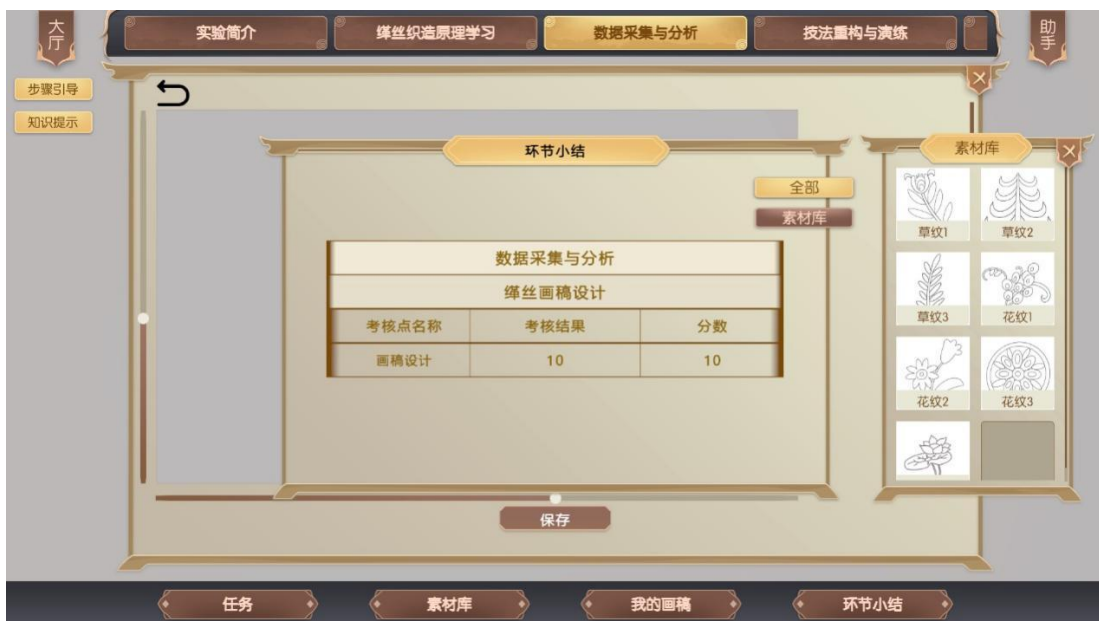 大厅
实验简介
缂丝织造原理学习
数据采集与分析
技法重构与演练
助手
步骤引导
知识提示
环节小结
全部
素材库
数据采集与分析
缂丝画稿设计
考核点名称 考核结果 分数
画稿设计 10 10
素材库
草纹1 草纹2
草纹3 花纹1
花纹2 花纹3
保存
任务
素材库
我的画稿
环节小结